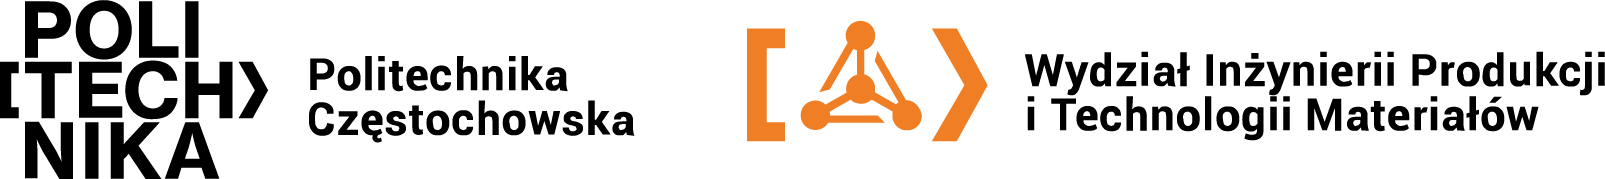 POLI
[TECH>
NIKA
Politechnika
Częstochowska
Wydział Inżynierii Produkcji
i Technologii Materiałów